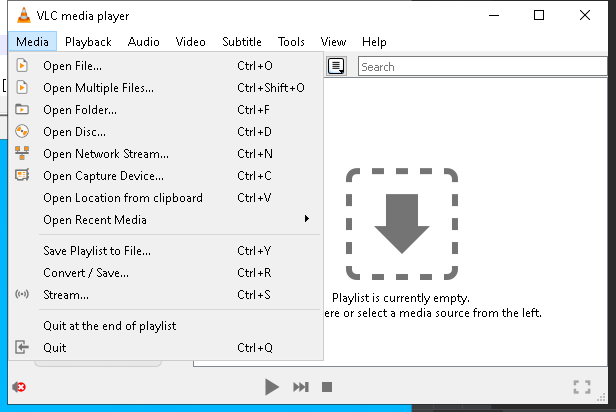 VLC media player
Media Playback Audio Video Subtitle Tools View Help
Open File... Ctrl+O
Search
Open Multiple Files... Ctrl+Shift+O
Open Folder... Ctrl+F
Open Disc... Ctrl+D
Open Network Stream... Ctrl+N
Open Capture Device... Ctrl+C
Open Location from clipboard Ctrl+V
Open Recent Media
Save Playlist to File... Ctrl+Y
Convert / Save... Ctrl+R
Stream... Ctrl+S
Quit at the end of playlist
Quit Ctrl+Q
Playlist is currently empty.
ere or select a media source from the left.